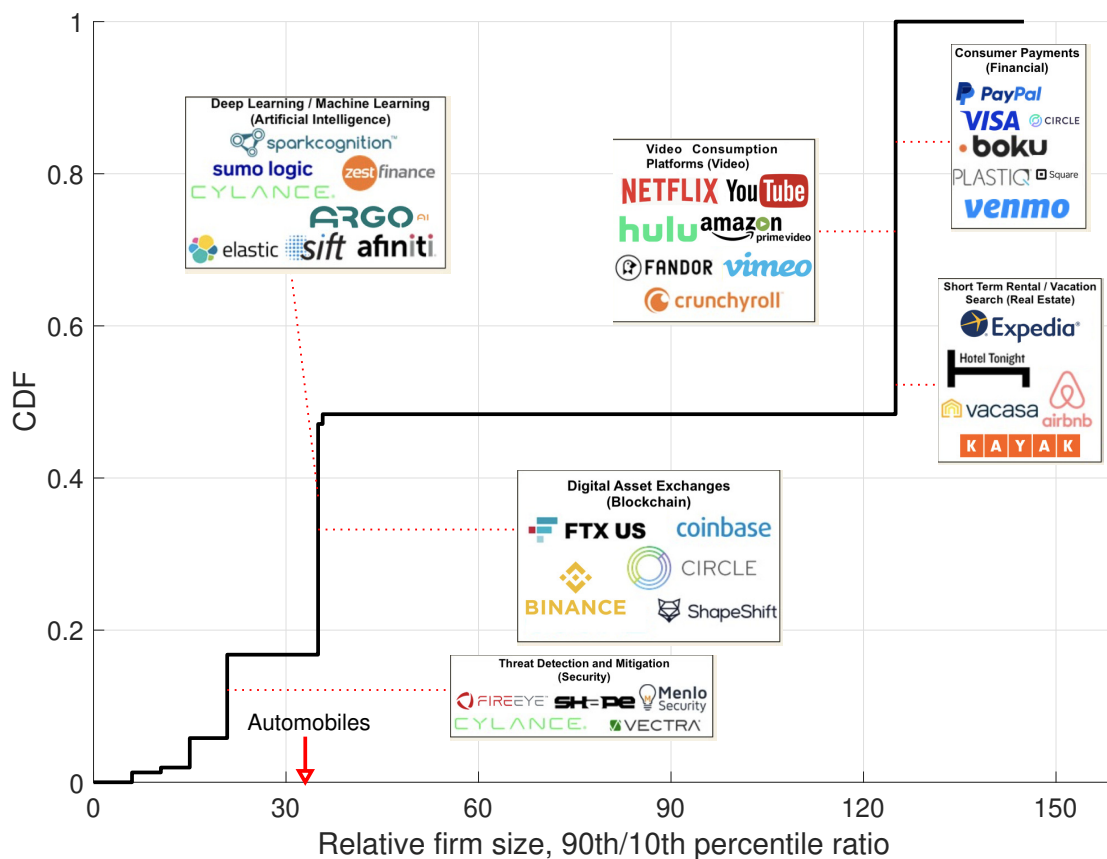 1
0.8
0.6
0.4
0.2
0
CDF
0
30
60
90
120
150
Relative firm size, 90th/10th percentile ratio
Automobiles
Deep Learning / Machine Learning
(Artificial Intelligence)
sparkcognition™
sumo logic
zestfinance
CYLANCE.
ARGO AI
elastic
sift
afiniti
Video Consumption
Platforms (Video)
NETFLIX
YouTube
hulu
amazon
prime video
FANDOR
vimeo
crunchyroll
Consumer Payments
(Financial)
PayPal
VISA
CIRCLE
boku
PLASTIQ
Square
venmo
Short Term Rental / Vacation
Search (Real Estate)
Expedia®
Hotel Tonight
vacasa
airbnb
KAYAK
Digital Asset Exchanges
(Blockchain)
FTX US
coinbase
CIRCLE
BINANCE
ShapeShift
Threat Detection and Mitigation
(Security)
FIREEYE™
SH=PE
Menlo
Security
CYLANCE.
VECTRA